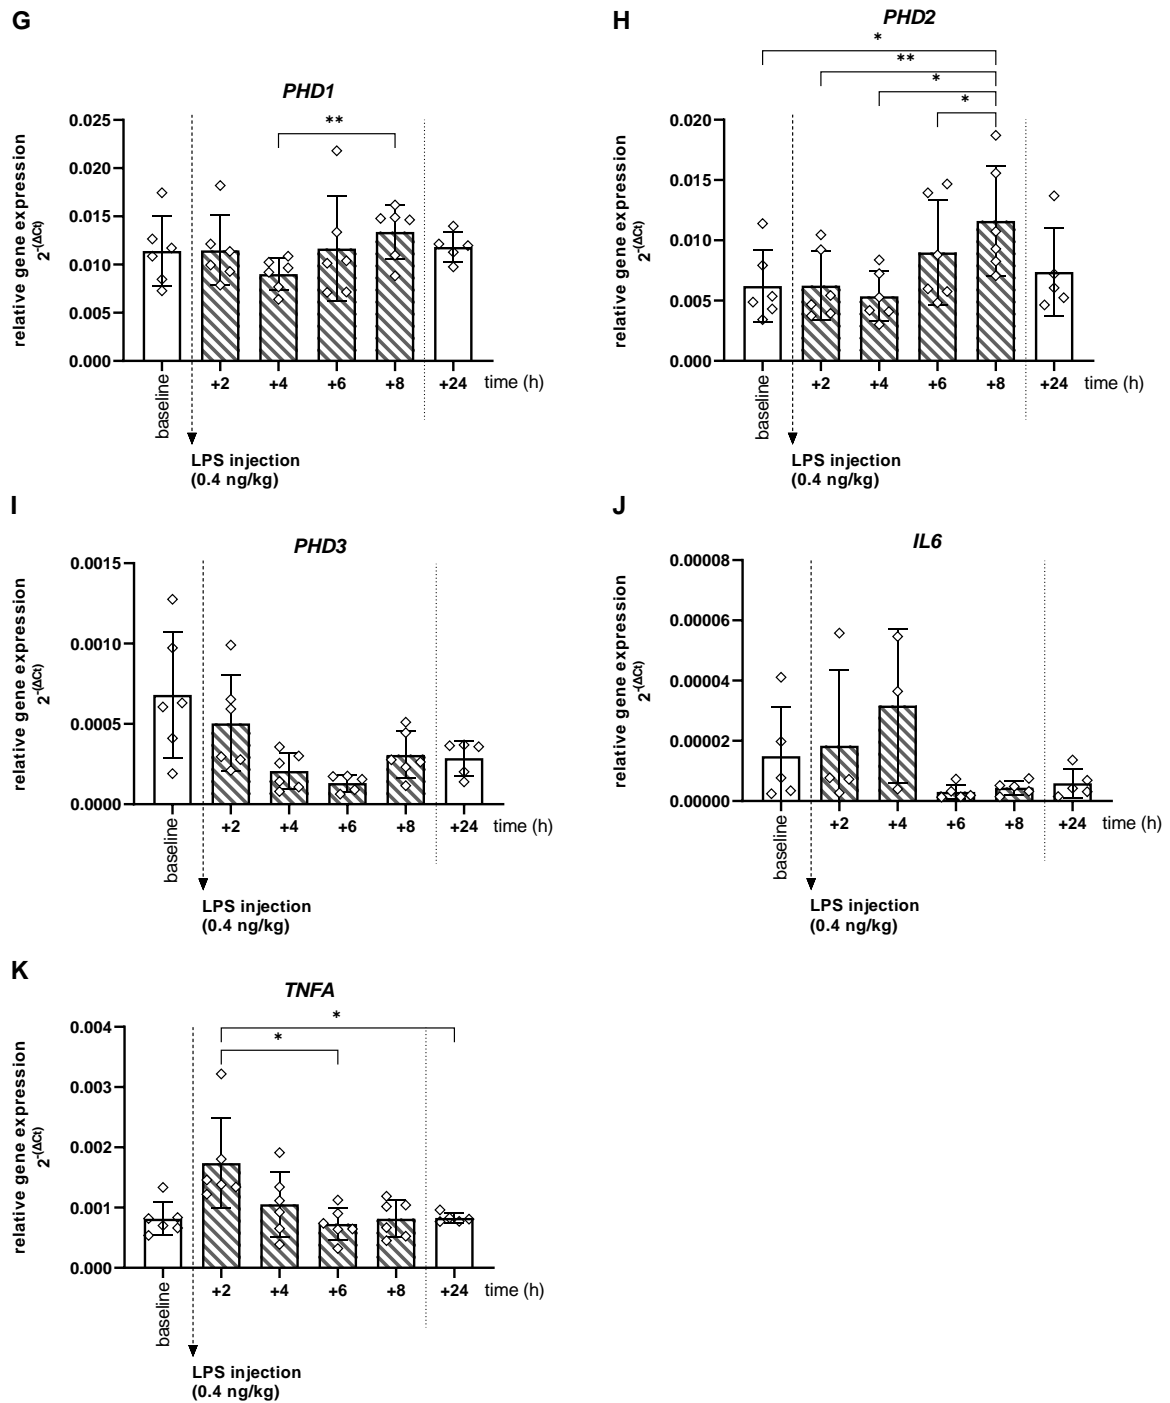 G
PHD1
**
relative gene expression
2-(ΔCt)
0.025
0.020
0.015
0.010
0.005
0.000
baseline
+2
+4
+6
+8
+24
time (h)
LPS injection
(0.4 ng/kg)
H
PHD2
*
**
*
*
relative gene expression
2-(ΔCt)
0.020
0.015
0.010
0.005
0.000
baseline
+2
+4
+6
+8
+24
time (h)
LPS injection
(0.4 ng/kg)
I
PHD3
relative gene expression
2-(ΔCt)
0.0015
0.0010
0.0005
0.0000
baseline
+2
+4
+6
+8
+24
time (h)
LPS injection
(0.4 ng/kg)
J
IL6
relative gene expression
2-(ΔCt)
0.00008
0.00006
0.00004
0.00002
0.00000
baseline
+2
+4
+6
+8
+24
time (h)
LPS injection
(0.4 ng/kg)
K
TNFA
*
*
relative gene expression
2-(ΔCt)
0.004
0.003
0.002
0.001
0.000
baseline
+2
+4
+6
+8
+24
time (h)
LPS injection
(0.4 ng/kg)